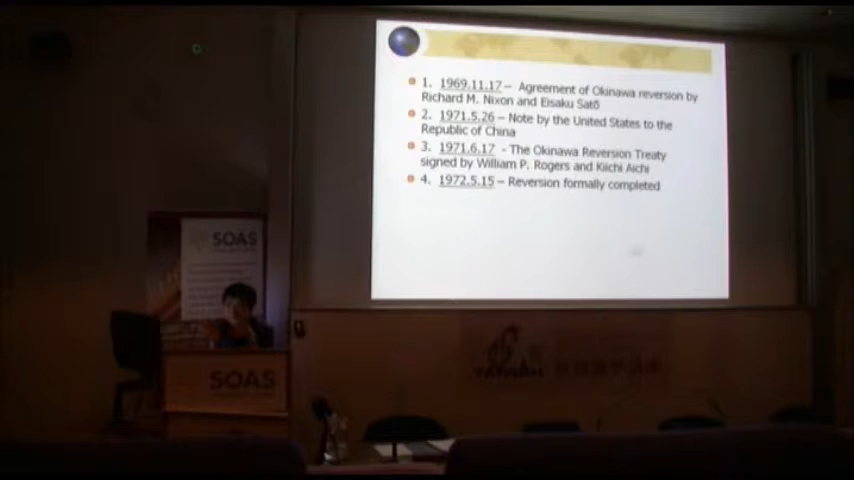 1. 1969.11.17 – Agreement of Okinawa reversion by
Richard M. Nixon and Eisaku Satō
2. 1971.5.26 – Note by the United States to the
Republic of China
3. 1971.6.17 - The Okinawa Reversion Treaty
signed by William P. Rogers and Kiichi Aichi
4. 1972.5.15 – Reversion formally completed
SOAS
SOAS